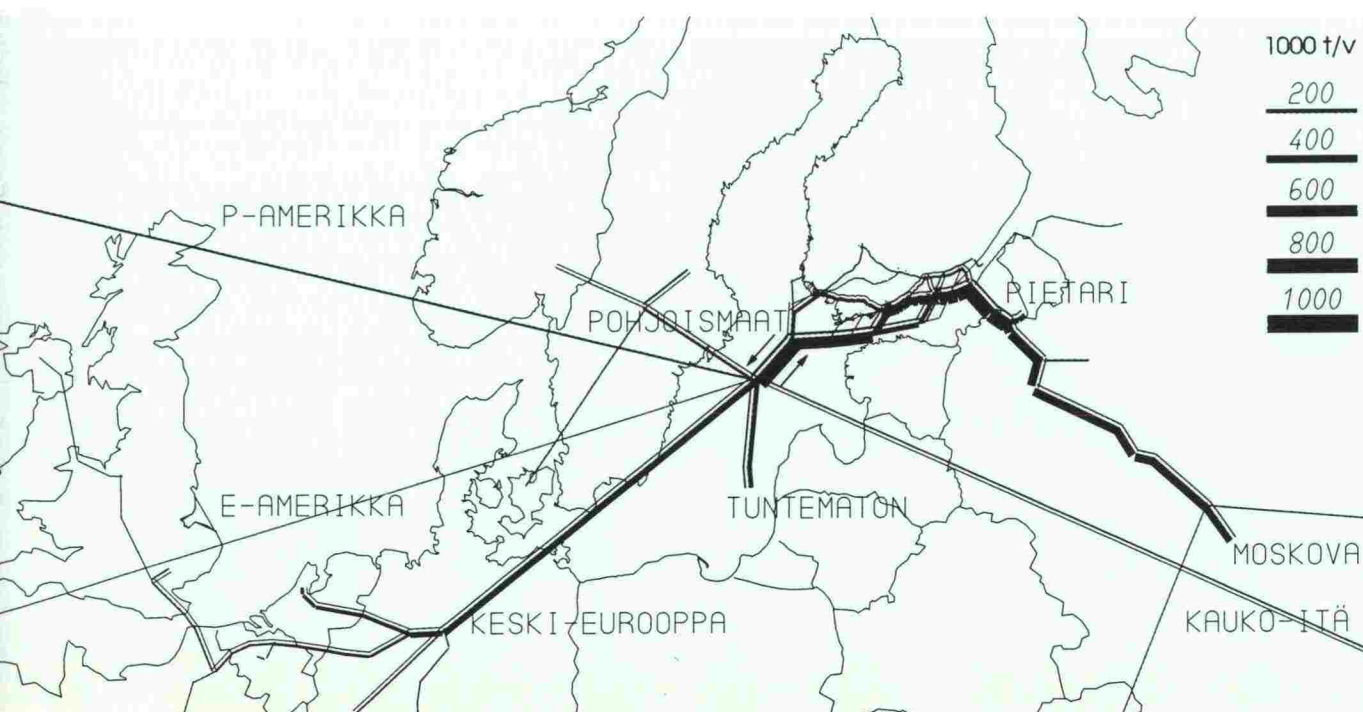 1000 t/v
200
400
600
800
1000
P-AMERIKKA
PIETARI
POHJOISMAAT
E-AMERIKKA
TUNTEMATON
MOSKOVA
KESKI-EUROOPPA
KAUKO-ITÄ